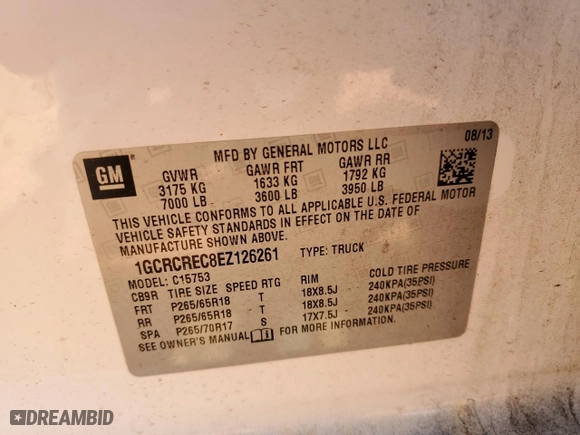 MFD BY GENERAL MOTORS LLC 08/13
GM
GVWR GAWR FRT GAWR RR
3175 KG 1633 KG 1792 KG
7000 LB 3600 LB 3950 LB
THIS VEHICLE CONFORMS TO ALL APPLICABLE U.S. FEDERAL MOTOR
VEHICLE SAFETY STANDARDS IN EFFECT ON THE DATE OF
MANUFACTURE SHOWN ABOVE.
1GCRCREC8EZ126261 TYPE: TRUCK
MODEL: C15753
CB9R TIRE SIZE SPEED RTG RIM COLD TIRE PRESSURE
FRT P265/65R18 T 18X8.5J 240KPA(35PSI)
RR P265/65R18 T 18X8.5J 240KPA(35PSI)
SPA P265/70R17 S 17X7.5J 240KPA(35PSI)
SEE OWNER'S MANUAL FOR MORE INFORMATION.
DREAMBID